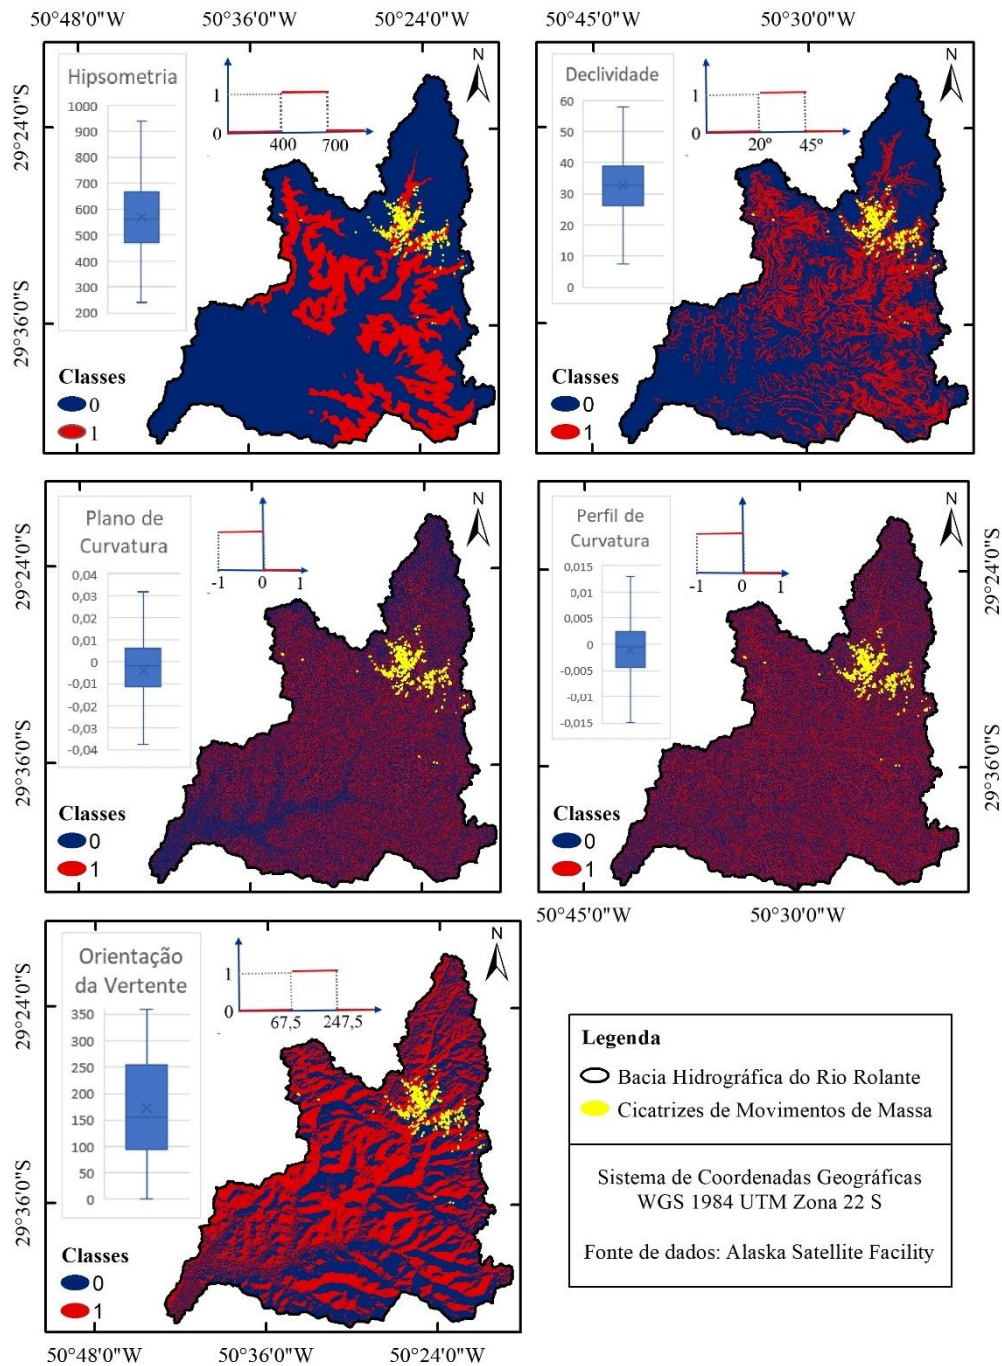 50°48'0"W 50°36'0"W 50°24'0"W
50°45'0"W 50°30'0"W
29°24'0"S
29°36'0"S
Hipsometria
1000
900
800
700
600
500
400
300
200
1
0
400 700
N
Classes
0
1
Declividade
60
50
40
30
20
10
0
1
0
20° 45°
N
Classes
0
1
29°24'0"S
29°36'0"S
Plano de
Curvatura
0,04
0,03
0,02
0,01
0
-0,01
-0,02
-0,03
-0,04
-1 0 1
N
Classes
0
1
Perfil de
Curvatura
0,015
0,01
0,005
0
-0,005
-0,01
-0,015
-1 0 1
N
Classes
0
1
29°24'0"S
29°36'0"S
50°45'0"W 50°30'0"W
29°24'0"S
29°36'0"S
Orientação
da Vertente
350
300
250
200
150
100
50
0
1
0
67,5 247,5
N
Classes
0
1
50°48'0"W 50°36'0"W 50°24'0"W
Legenda
Bacia Hidrográfica do Rio Rolante
Cicatrizes de Movimentos de Massa
Sistema de Coordenadas Geográficas
WGS 1984 UTM Zona 22 S
Fonte de dados: Alaska Satellite Facility